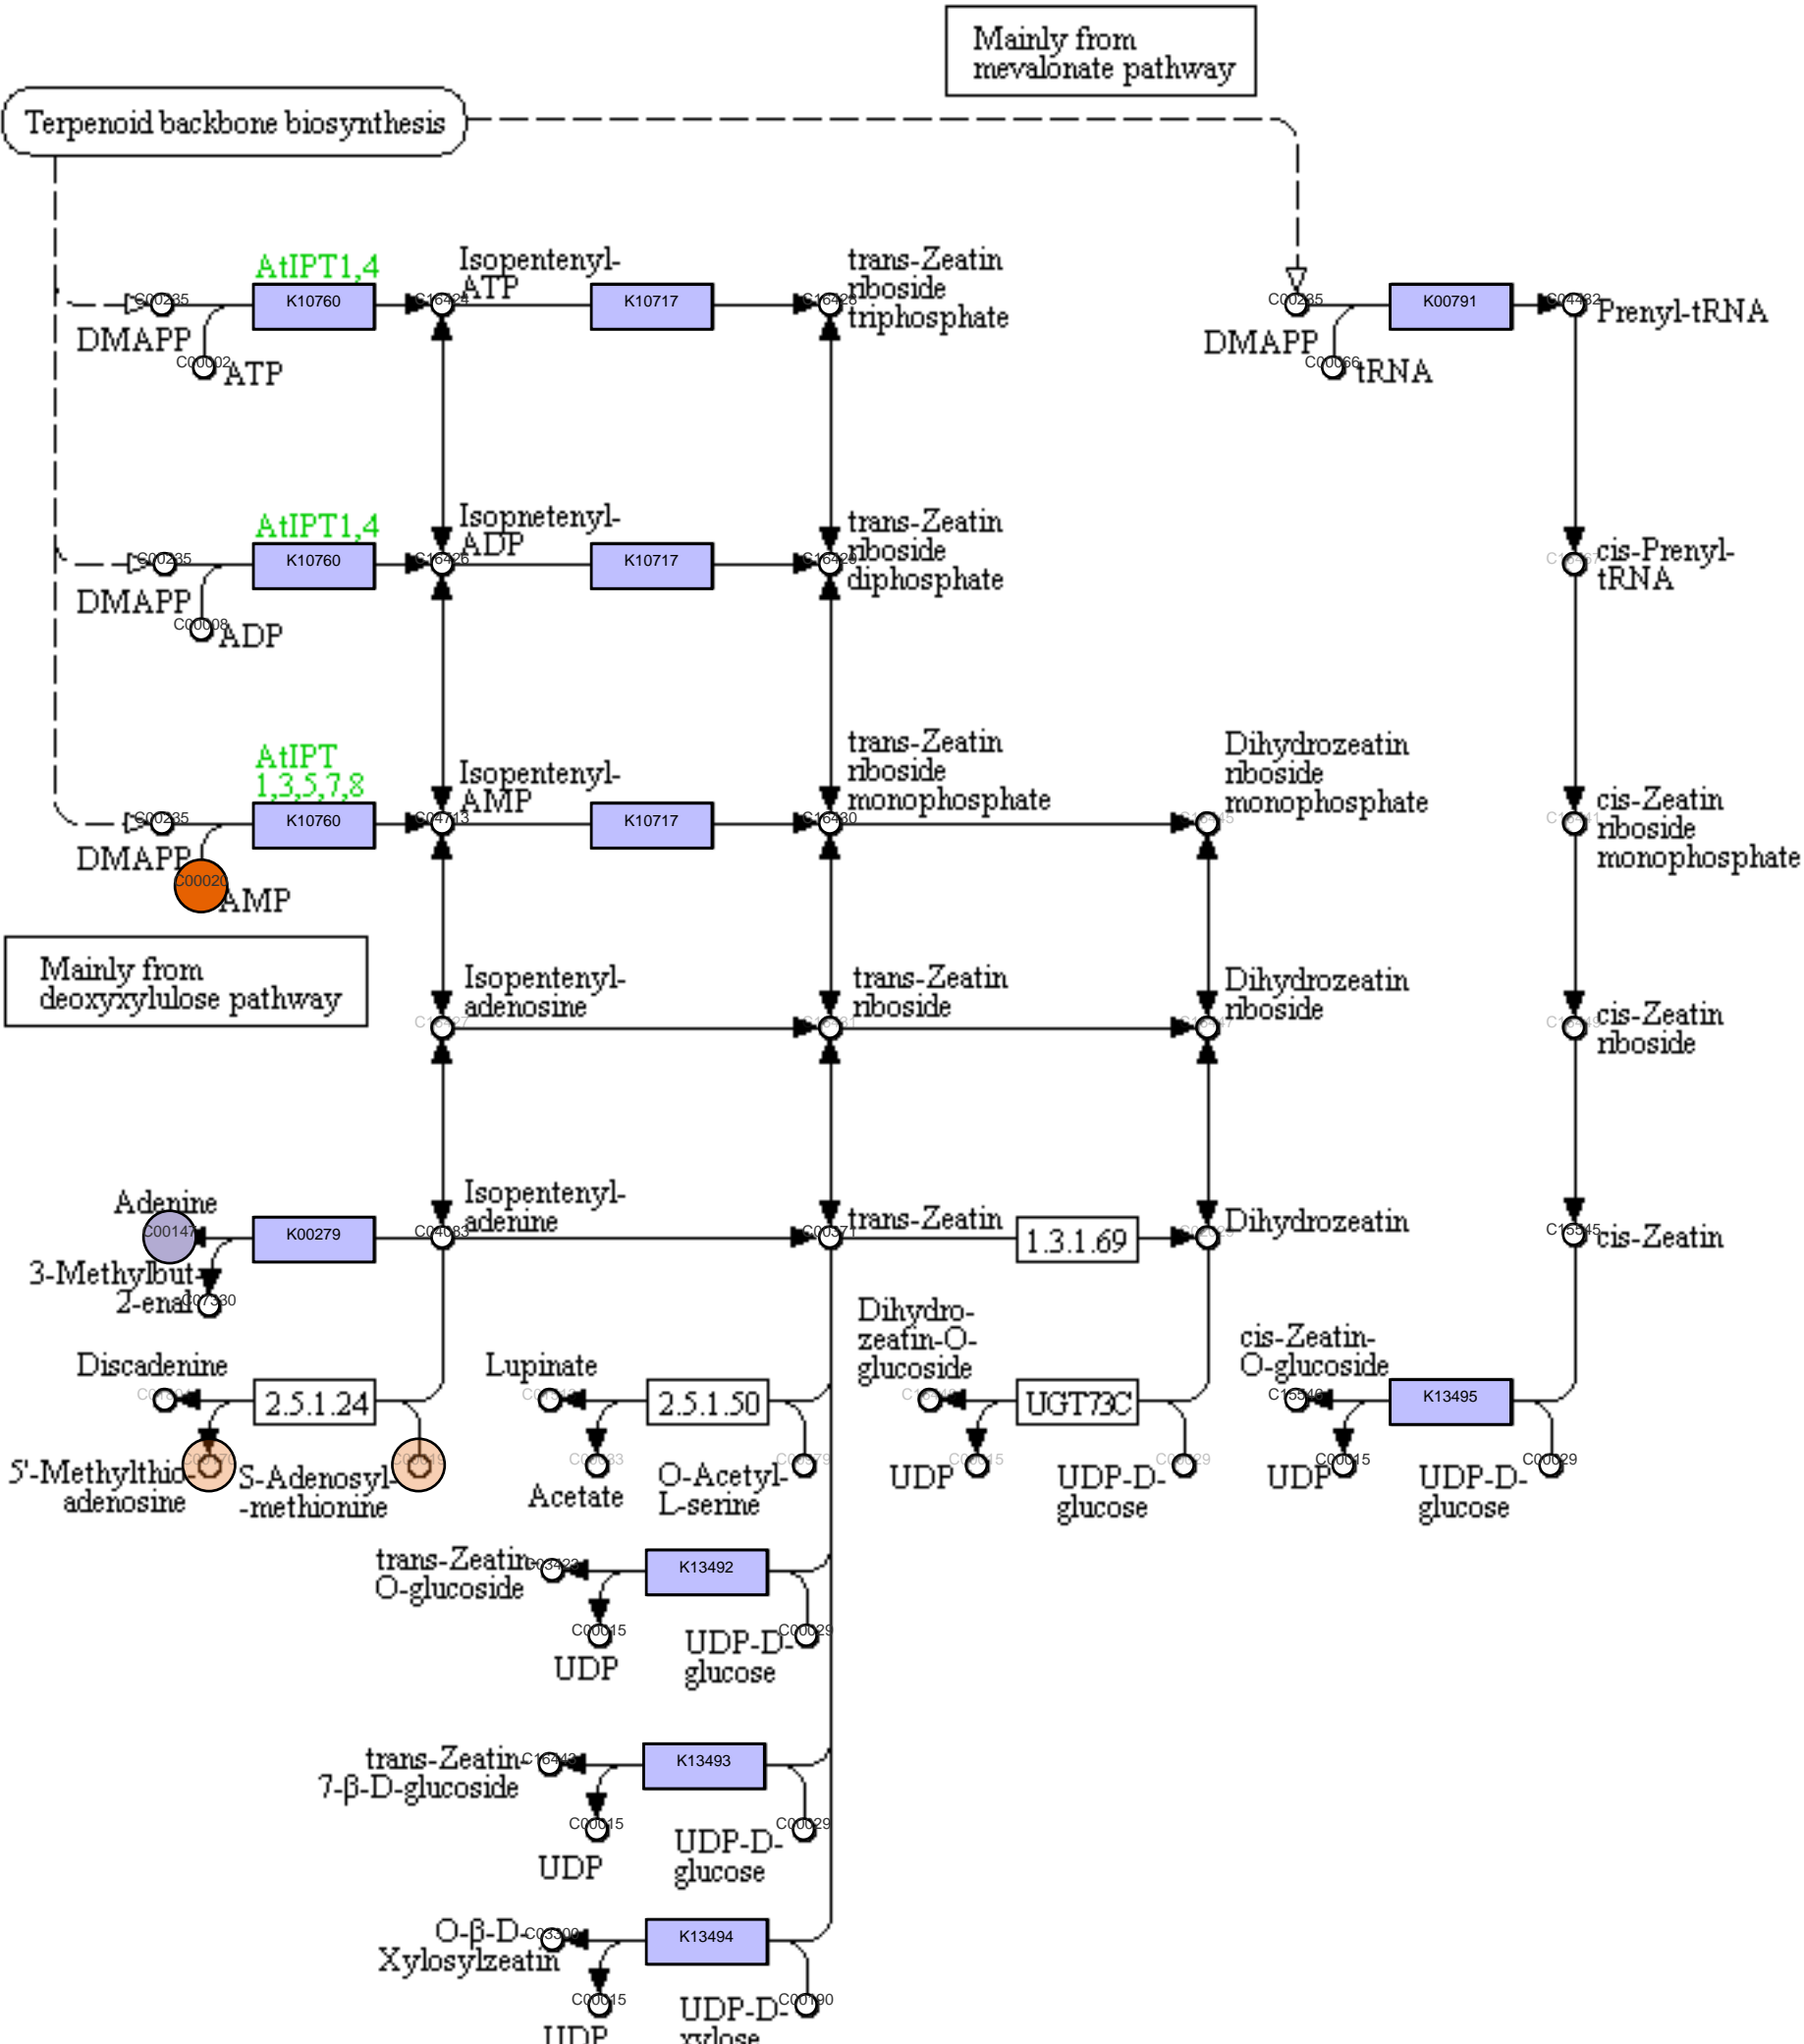 Mainly from
mevalonate pathway
Terpenoid backbone biosynthesis
AtIPT1,4
Isopentenyl-
ATP
trans-Zeatin
riboside
triphosphate
C00235
K10760
C16424
K10717
C16428
C00235
K00791
C04432
Prenyl-tRNA
DMAPP
C00002
ATP
DMAPP
C00066
tRNA
AtIPT1,4
Isopnetenyl-
ADP
trans-Zeatin
riboside
diphosphate
C00235
K10760
C16426
K10717
cis-Prenyl-
tRNA
DMAPP
C00008
ADP
AtIPT
1,3,5,7,8
Isopentenyl-
AMP
trans-Zeatin
riboside
monophosphate
Dihydrozeatin
riboside
monophosphate
C00235
K10760
C04713
K10717
C16430
cis-Zeatin
riboside
monophosphate
DMAPP
C00020
AMP
Mainly from
deoxyxylulose pathway
Isopentenyl-
adenosine
trans-Zeatin
riboside
Dihydrozeatin
riboside
cis-Zeatin
riboside
Adenine
Isopentenyl-
adenine
C00147
K00279
C04083
C00371
trans-Zeatin
1.3.1.69
Dihydrozeatin
C15545
cis-Zeatin
3-Methylbut-
2-enal
C07330
Discadenine
2.5.1.24
5'-Methylthio-
adenosine
S-Adenosyl-
-methionine
Lupinate
2.5.1.50
C00033
Acetate
C00979
O-Acetyl-
L-serine
Dihydro-
zeatin-O-
glucoside
UGT73C
C00015
UDP
C00029
UDP-D-
glucose
cis-Zeatin-
O-glucoside
K13495
C00015
UDP
C00029
UDP-D-
glucose
trans-Zeatin-
O-glucoside
C03423
K13492
C00015
UDP
C00029
UDP-D-
glucose
trans-Zeatin-
7-β-D-glucoside
C16443
K13493
C00015
UDP
C00029
UDP-D-
glucose
O-β-D-
Xylosylzeatin
K13494
C00015
UDP
C00190
UDP-D-
xylose